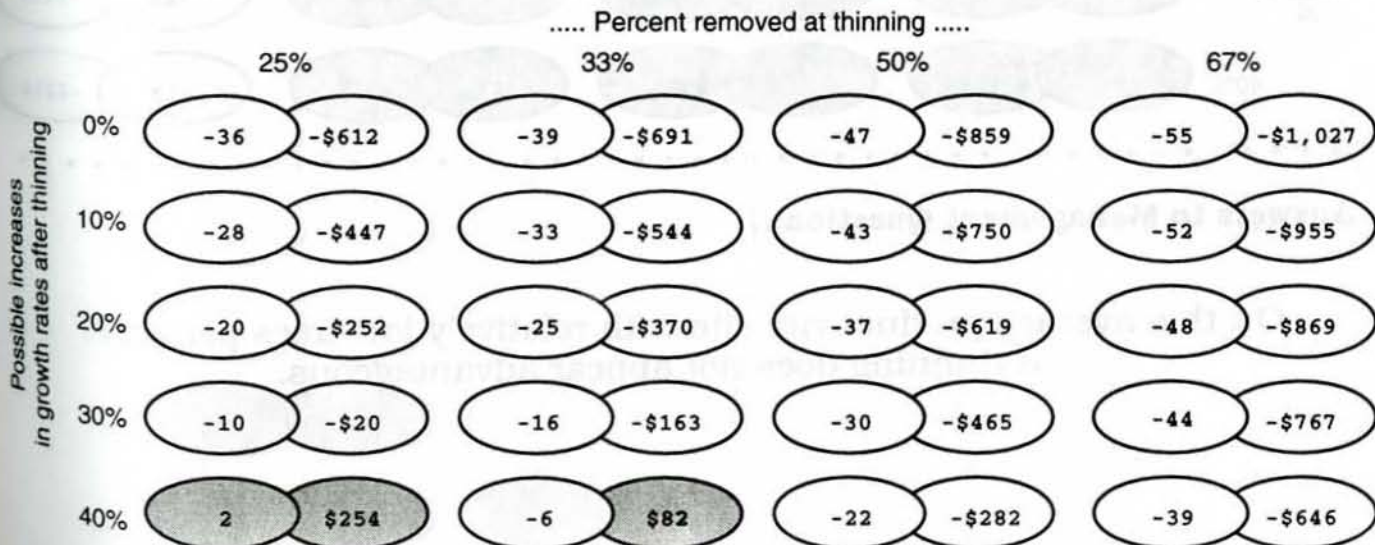 ..... Percent removed at thinning .....
25% 33% 50% 67%
Possible increases
in growth rates after thinning
0% -36 -$612 -39 -$691 -47 -$859 -55 -$1,027
10% -28 -$447 -33 -$544 -43 -$750 -52 -$955
20% -20 -$252 -25 -$370 -37 -$619 -48 -$869
30% -10 -$20 -16 -$163 -30 -$465 -44 -$767
40% 2 $254 -6 $82 -22 -$282 -39 -$646